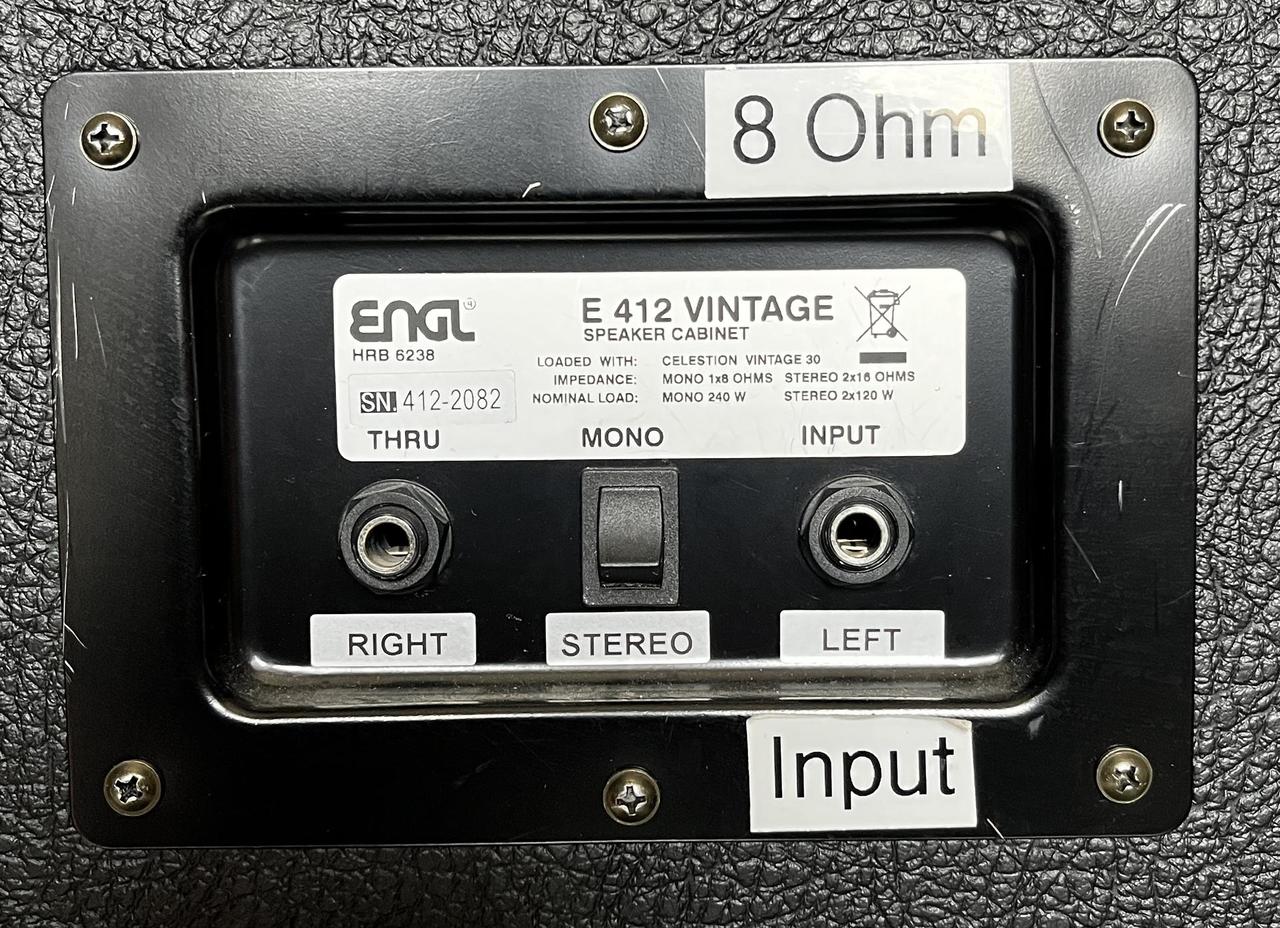 8 Ohm
ENGL®
E 412 VINTAGE
SPEAKER CABINET
HRB 6238
LOADED WITH: CELESTION VINTAGE 30
IMPEDANCE: MONO 1x8 OHMS STEREO 2x16 OHMS
NOMINAL LOAD: MONO 240 W STEREO 2x120 W
SN. 412-2082
THRU MONO INPUT
RIGHT STEREO LEFT
Input